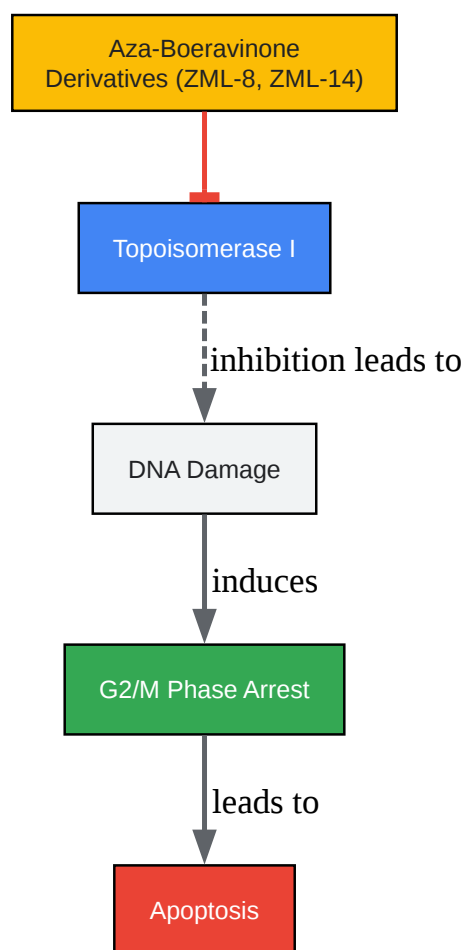 Aza-Boeravinone
Derivatives (ZML-8, ZML-14)
Topoisomerase I
inhibition leads to
DNA Damage
induces
G2/M Phase Arrest
leads to
Apoptosis